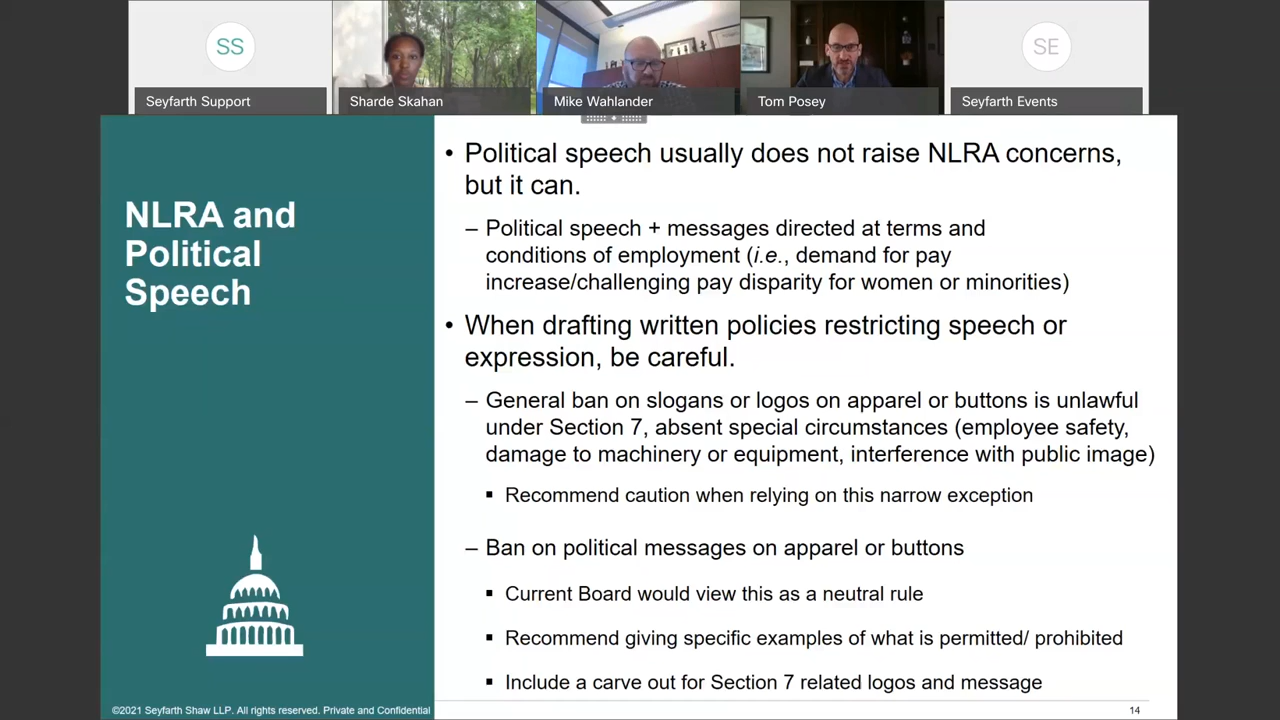 SS
SE
Seyfarth Support
Sharde Skahan
Mike Wahlander
Tom Posey
Seyfarth Events
NLRA and
Political
Speech
• Political speech usually does not raise NLRA concerns,
but it can.
– Political speech + messages directed at terms and
conditions of employment (i.e., demand for pay
increase/challenging pay disparity for women or minorities)
• When drafting written policies restricting speech or
expression, be careful.
– General ban on slogans or logos on apparel or buttons is unlawful
under Section 7, absent special circumstances (employee safety,
damage to machinery or equipment, interference with public image)
▪ Recommend caution when relying on this narrow exception
– Ban on political messages on apparel or buttons
▪ Current Board would view this as a neutral rule
▪ Recommend giving specific examples of what is permitted/ prohibited
▪ Include a carve out for Section 7 related logos and message
©2021 Seyfarth Shaw LLP. All rights reserved. Private and Confidential
14